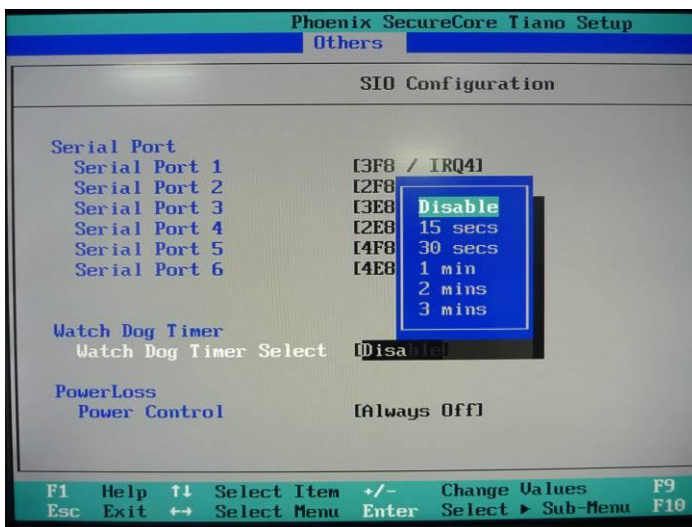 Phoenix SecureCore Tiano Setup
Others
SIO Configuration
Serial Port
Serial Port 1 [3F8 / IRQ4]
Serial Port 2 [2F8
Serial Port 3 [3E8
Serial Port 4 [2E8
Serial Port 5 [4F8
Serial Port 6 [4E8
Disable
15 secs
30 secs
1 min
2 mins
3 mins
Watch Dog Timer
Watch Dog Timer Select [Disable]
PowerLoss
Power Control [Always Off]
F1 Help ↑↓ Select Item +/- Change Values F9
Esc Exit ↔ Select Menu Enter Select ▶ Sub-Menu F10